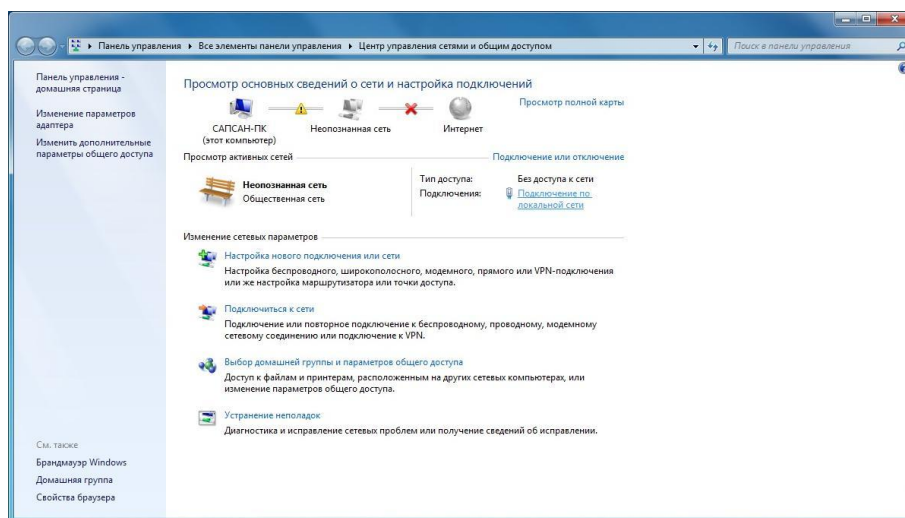 Панель управления ▸ Все элементы панели управления ▸ Центр управления сетями и общим доступом
Поиск в панели управления
Панель управления -
домашняя страница
Изменение параметров
адаптера
Изменить дополнительные
параметры общего доступа
Просмотр основных сведений о сети и настройка подключений
САПСАН-ПК
(этот компьютер)
Неопознанная сеть
Интернет
Просмотр полной карты
Просмотр активных сетей
Подключение или отключение
Неопознанная сеть
Общественная сеть
Тип доступа: Без доступа к сети
Подключения: Подключение по
локальной сети
Изменение сетевых параметров
Настройка нового подключения или сети
Настройка беспроводного, широкополосного, модемного, прямого или VPN-подключения
или же настройка маршрутизатора или точки доступа.
Подключиться к сети
Подключение или повторное подключение к беспроводному, проводному, модемному
сетевому соединению или подключение к VPN.
Выбор домашней группы и параметров общего доступа
Доступ к файлам и принтерам, расположенным на других сетевых компьютерах, или
изменение параметров общего доступа.
Устранение неполадок
Диагностика и исправление сетевых проблем или получение сведений об исправлении.
См. также
Брандмауэр Windows
Домашняя группа
Свойства браузера